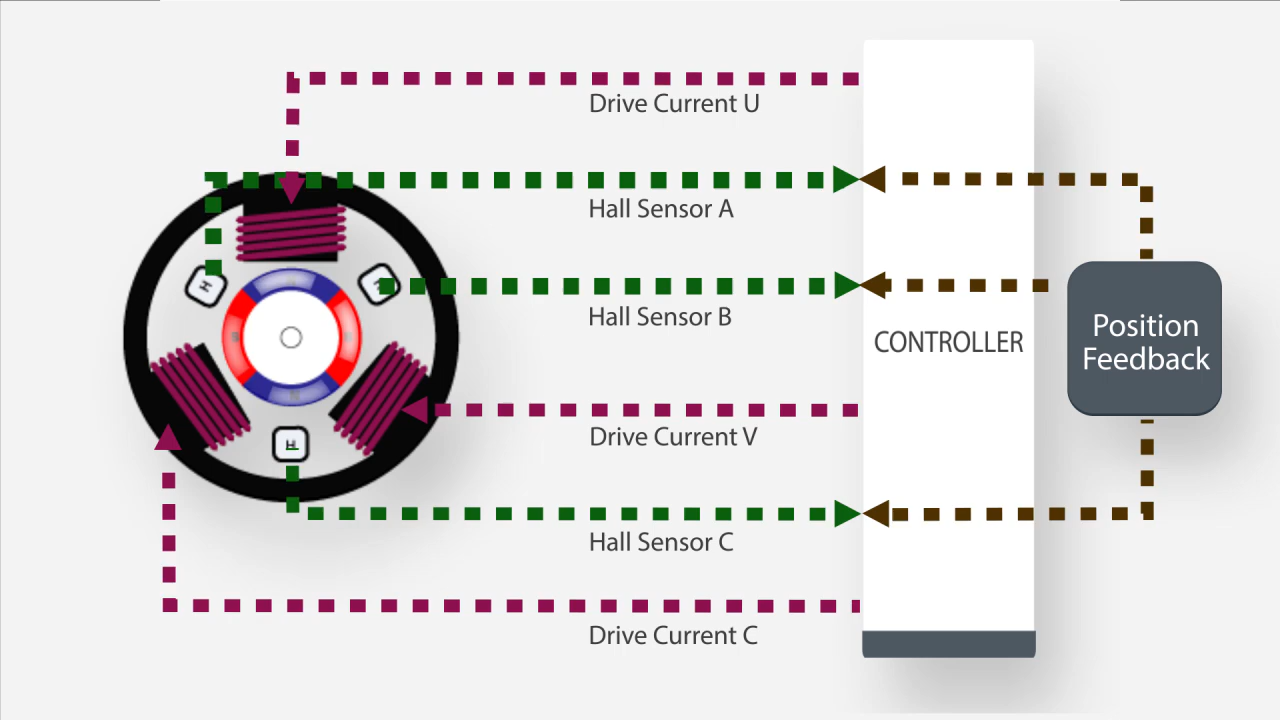 Drive Current U
Hall Sensor A
H
Hall Sensor B
CONTROLLER
Position
Feedback
Drive Current V
H
Hall Sensor C
Drive Current C